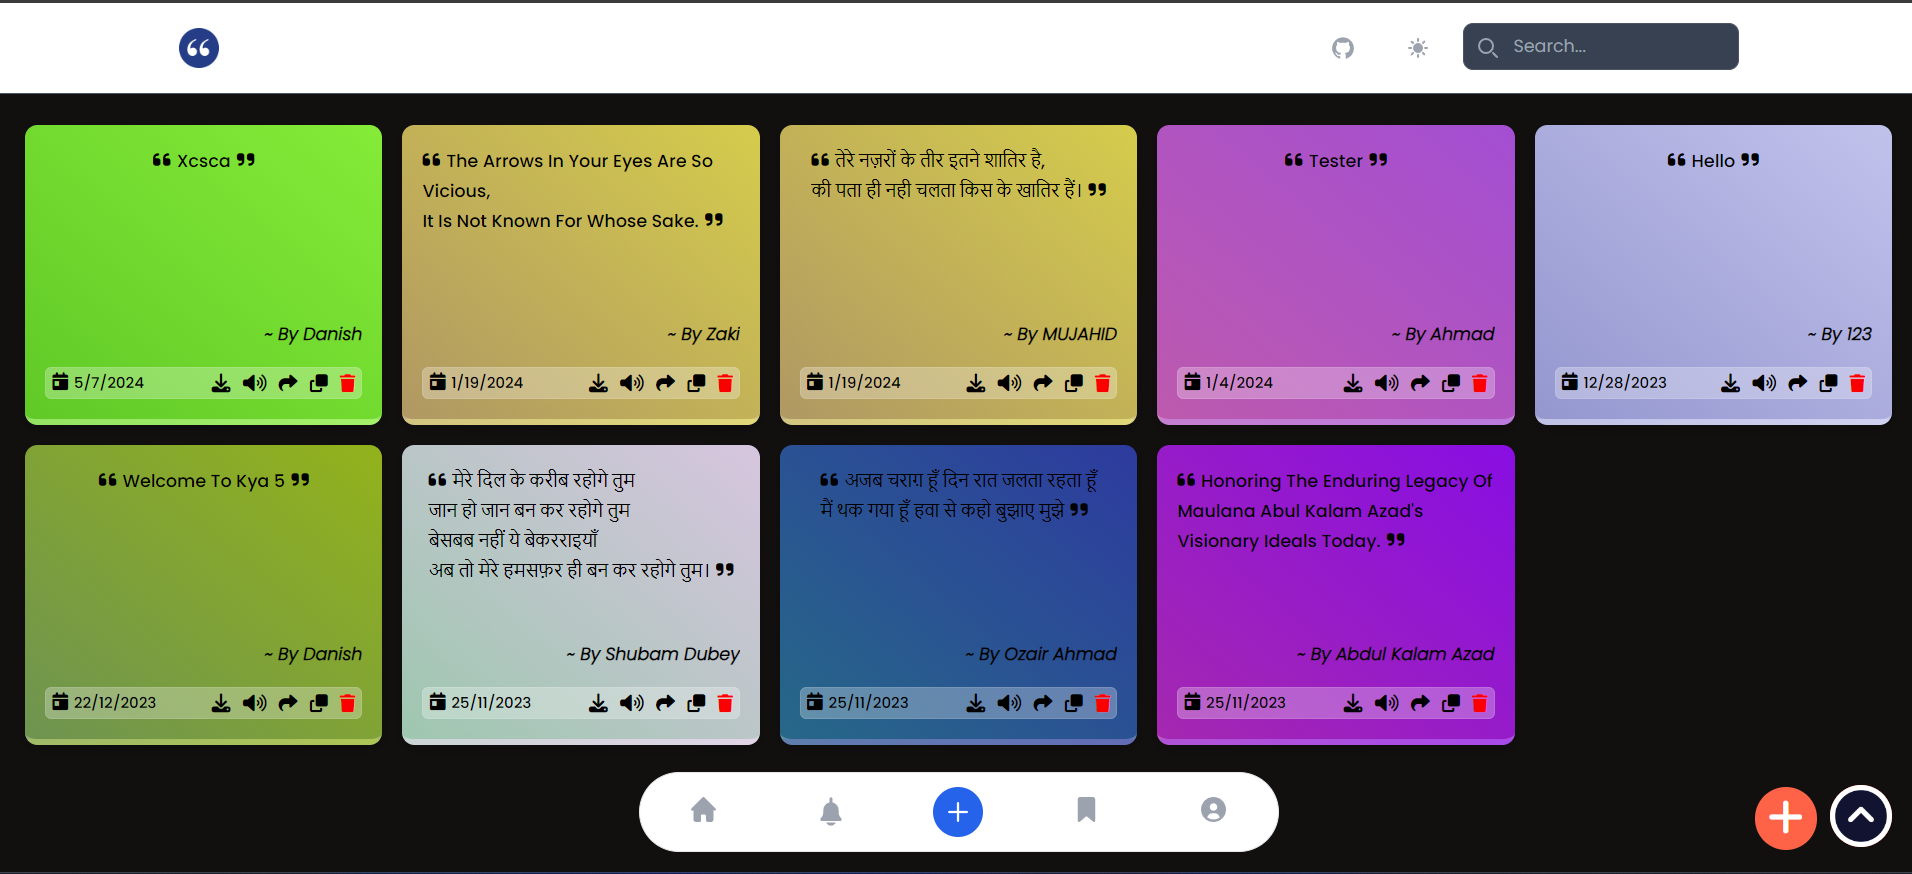 Search...
❝ Xcsca ❞
~ By Danish
5/7/2024
❝ The Arrows In Your Eyes Are So
Vicious,
It Is Not Known For Whose Sake. ❞
~ By Zaki
1/19/2024
❝ तेरे नज़रों के तीर इतने शातिर है,
की पता ही नही चलता किस के खातिर हैं। ❞
~ By MUJAHID
1/19/2024
❝ Tester ❞
~ By Ahmad
1/4/2024
❝ Hello ❞
~ By 123
12/28/2023
❝ Welcome To Kya 5 ❞
~ By Danish
22/12/2023
❝ मेरे दिल के करीब रहोगे तुम
जान हो जान बन कर रहोगे तुम
बेसबब नहीं ये बेकरराइयाँ
अब तो मेरे हमसफ़र ही बन कर रहोगे तुम। ❞
~ By Shubam Dubey
25/11/2023
❝ अजब चराग़ हूँ दिन रात जलता रहता हूँ
मैं थक गया हूँ हवा से कहो बुझाए मुझे ❞
~ By Ozair Ahmad
25/11/2023
❝ Honoring The Enduring Legacy Of
Maulana Abul Kalam Azad's
Visionary Ideals Today. ❞
~ By Abdul Kalam Azad
25/11/2023